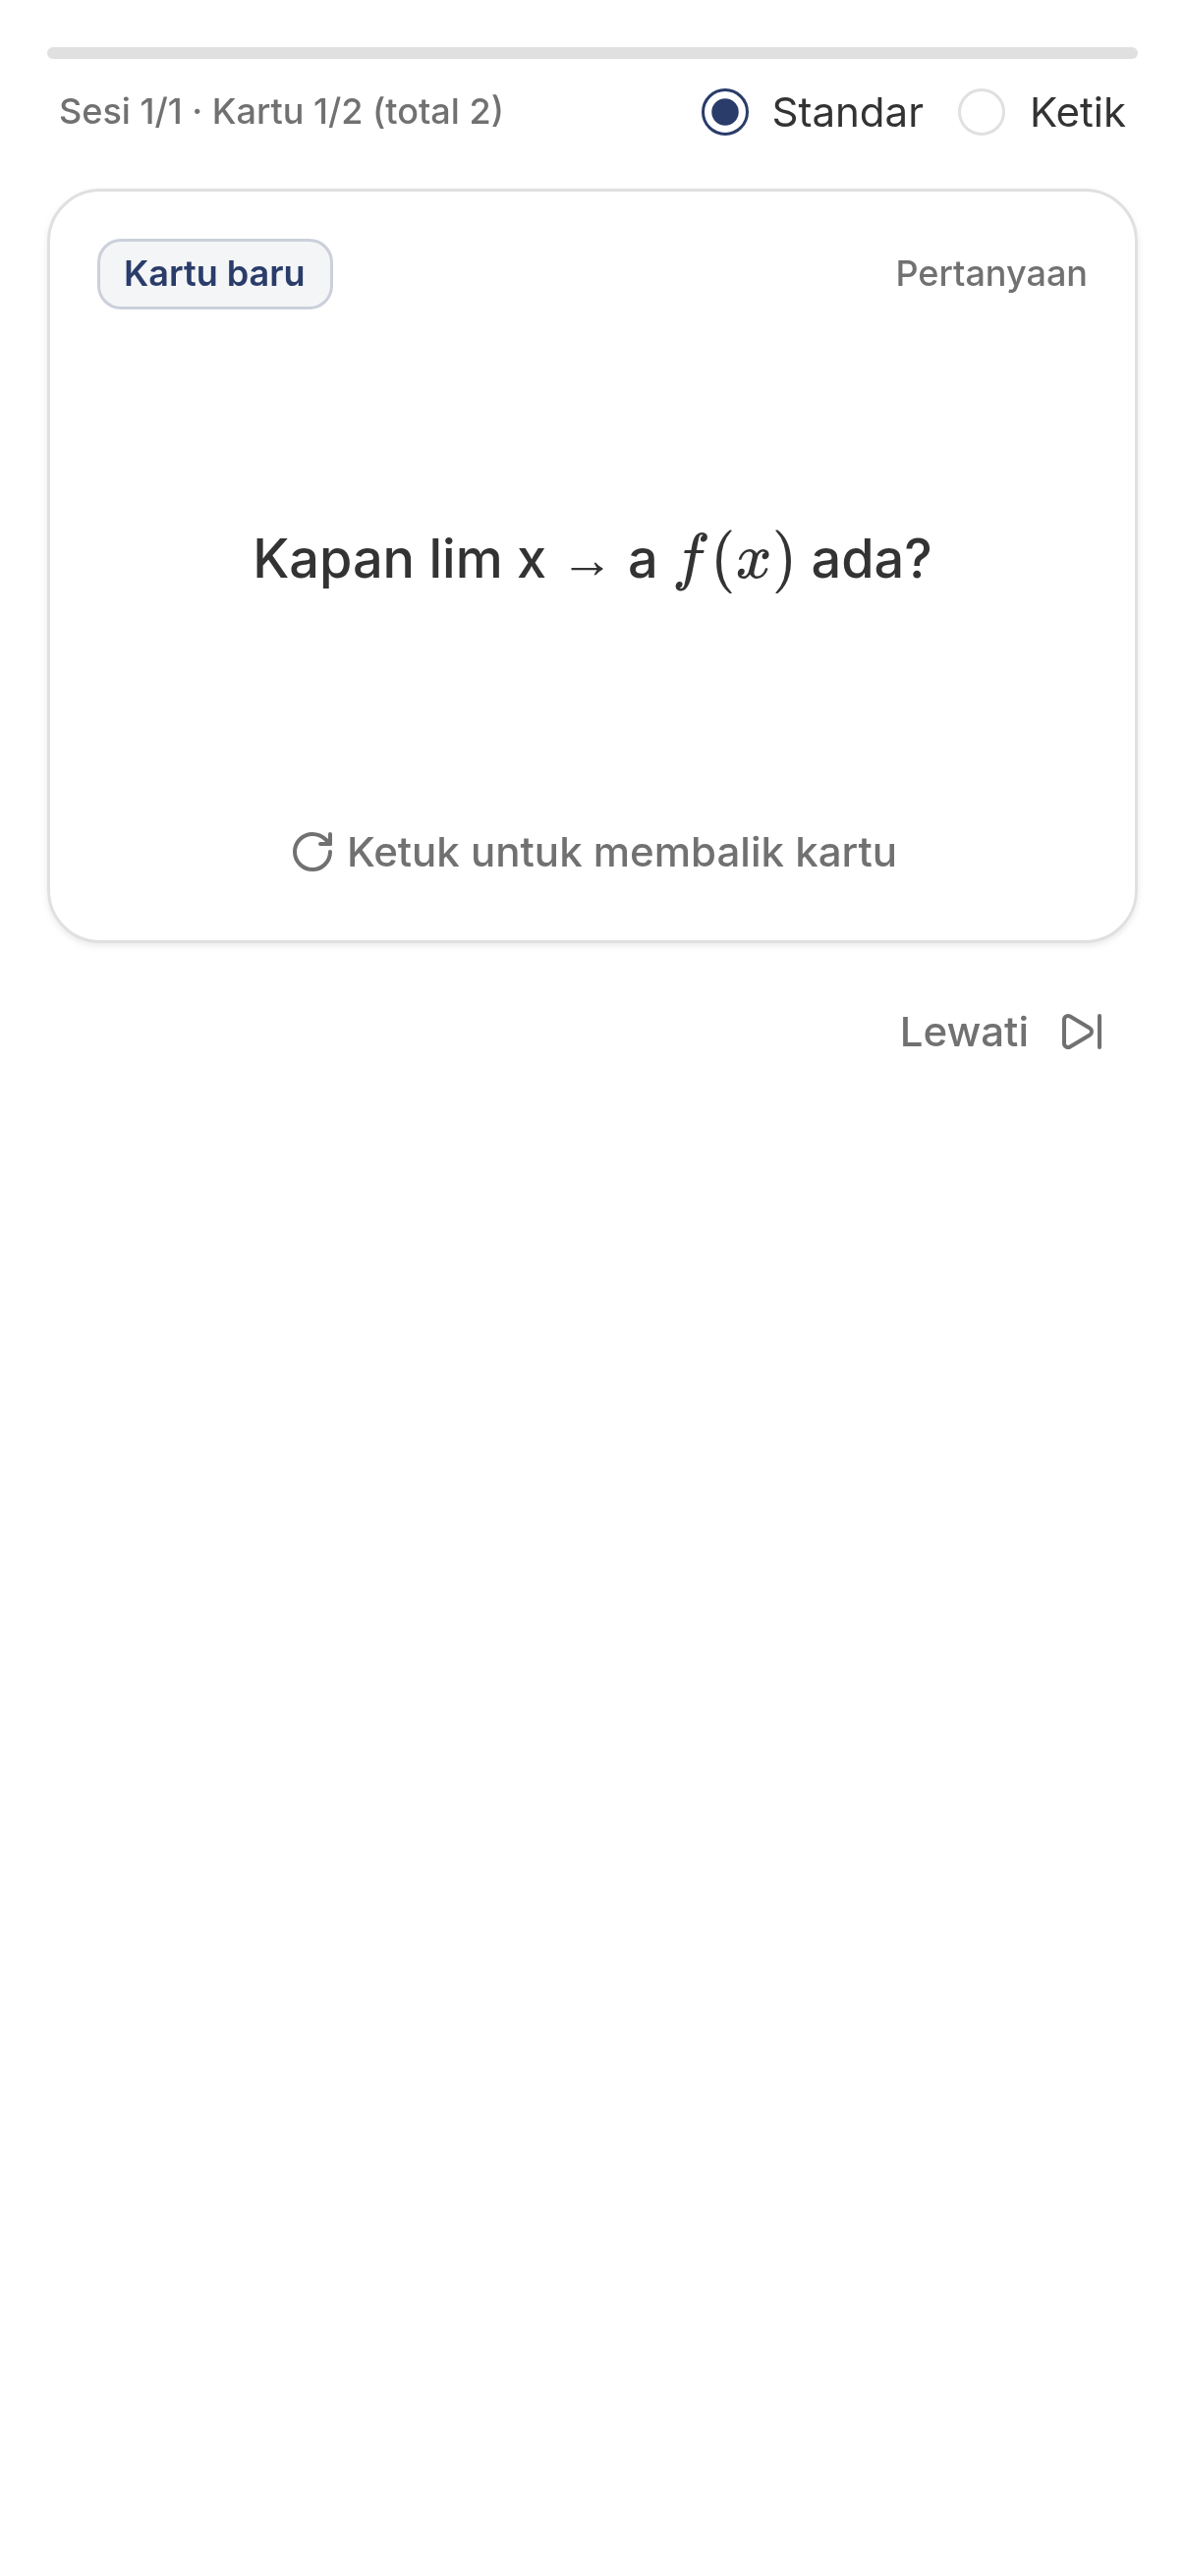 Sesi 1/1 · Kartu 1/2 (total 2)
Standar
Ketik
Kartu baru
Pertanyaan
Kapan lim x → a f(x) ada?
Ketuk untuk membalik kartu
Lewati